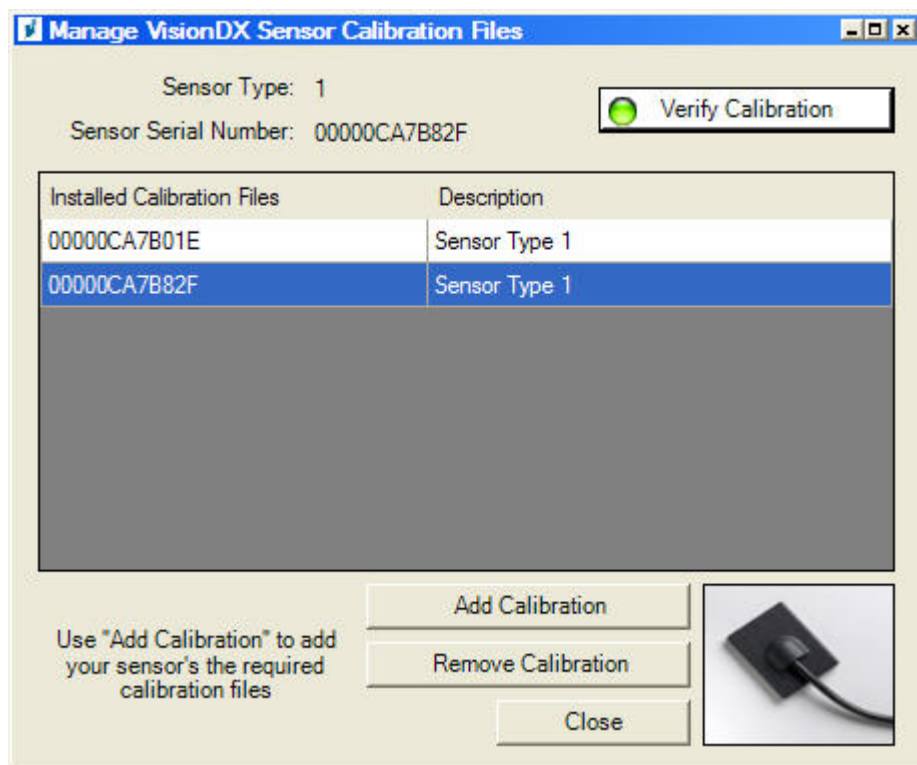 Manage VisionDX Sensor Calibration Files
Sensor Type: 1
Verify Calibration
Sensor Serial Number: 00000CA7B82F
Installed Calibration Files Description
00000CA7B01E Sensor Type 1
00000CA7B82F Sensor Type 1
Use "Add Calibration" to add
your sensor's the required
calibration files
Add Calibration
Remove Calibration
Close